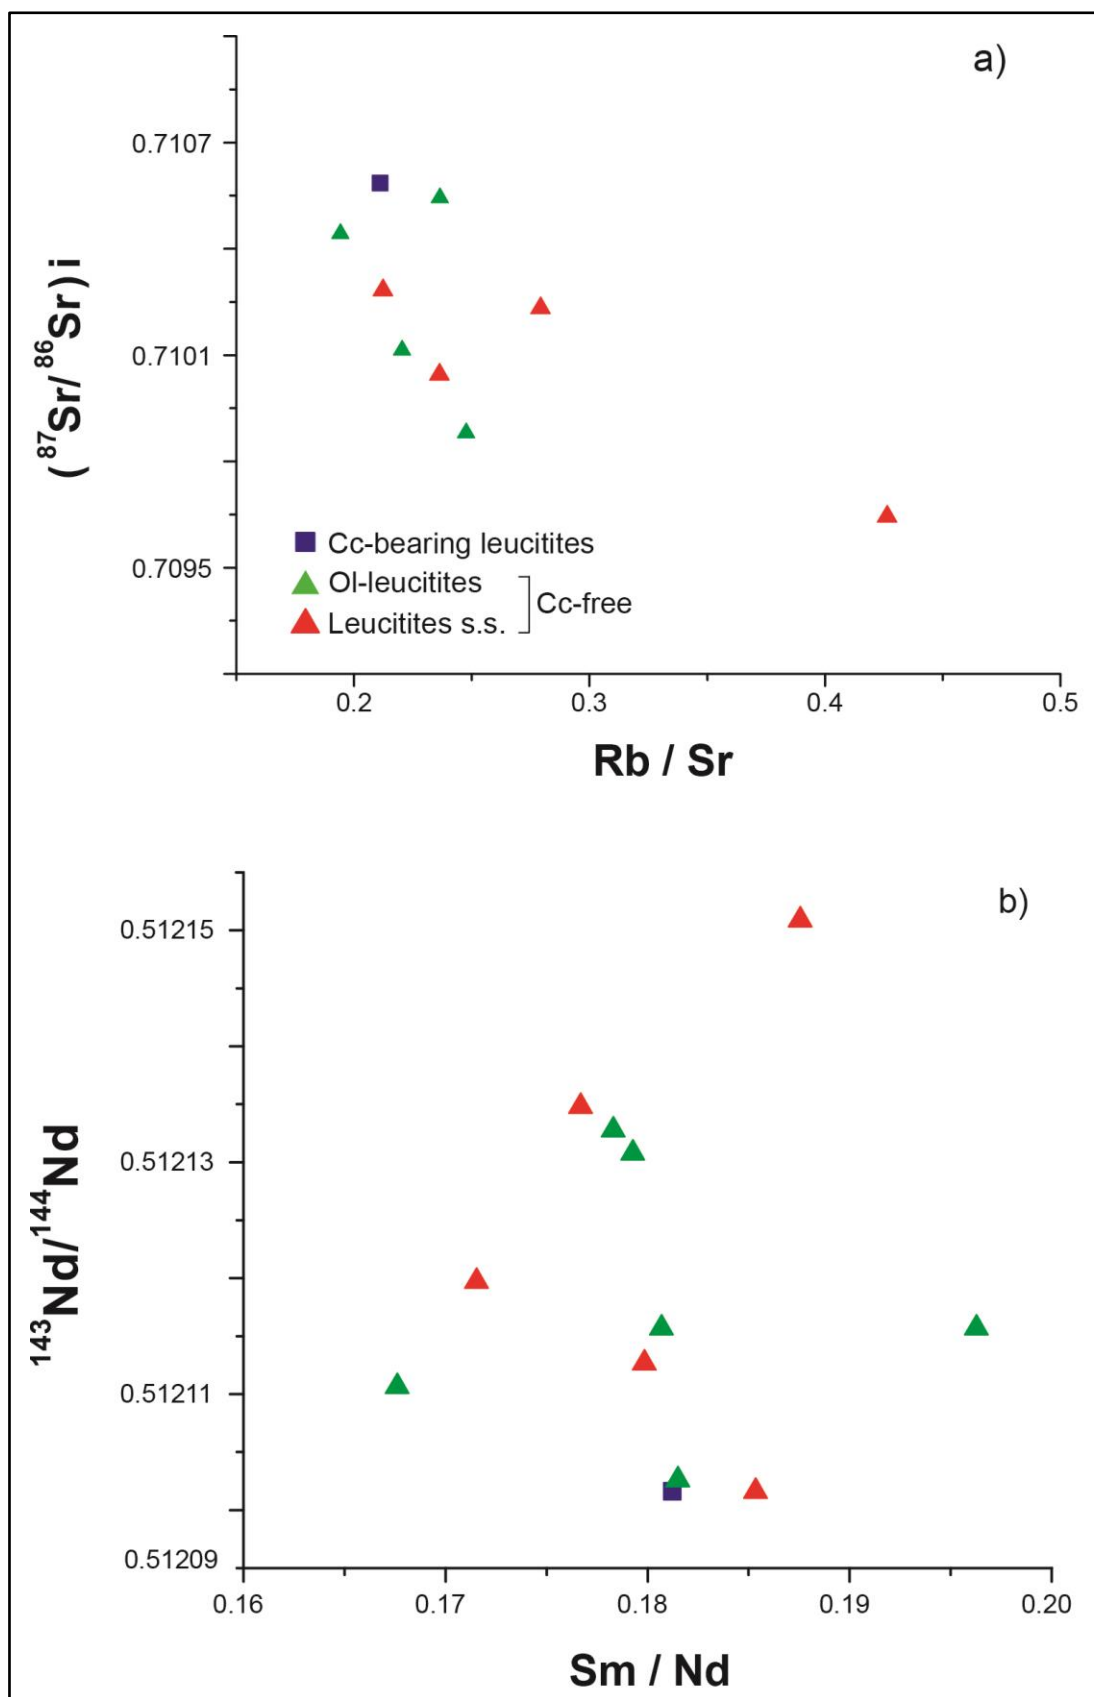 a)
0.7107
0.7101
0.7095
(⁸⁷Sr/⁸⁶Sr) i
Cc-bearing leucitites
Ol-leucitites
Leucitites s.s.
Cc-free
0.2 0.3 0.4 0.5
Rb / Sr
b)
0.51215
0.51213
0.51211
0.51209
¹⁴³Nd/¹⁴⁴Nd
0.16 0.17 0.18 0.19 0.20
Sm / Nd